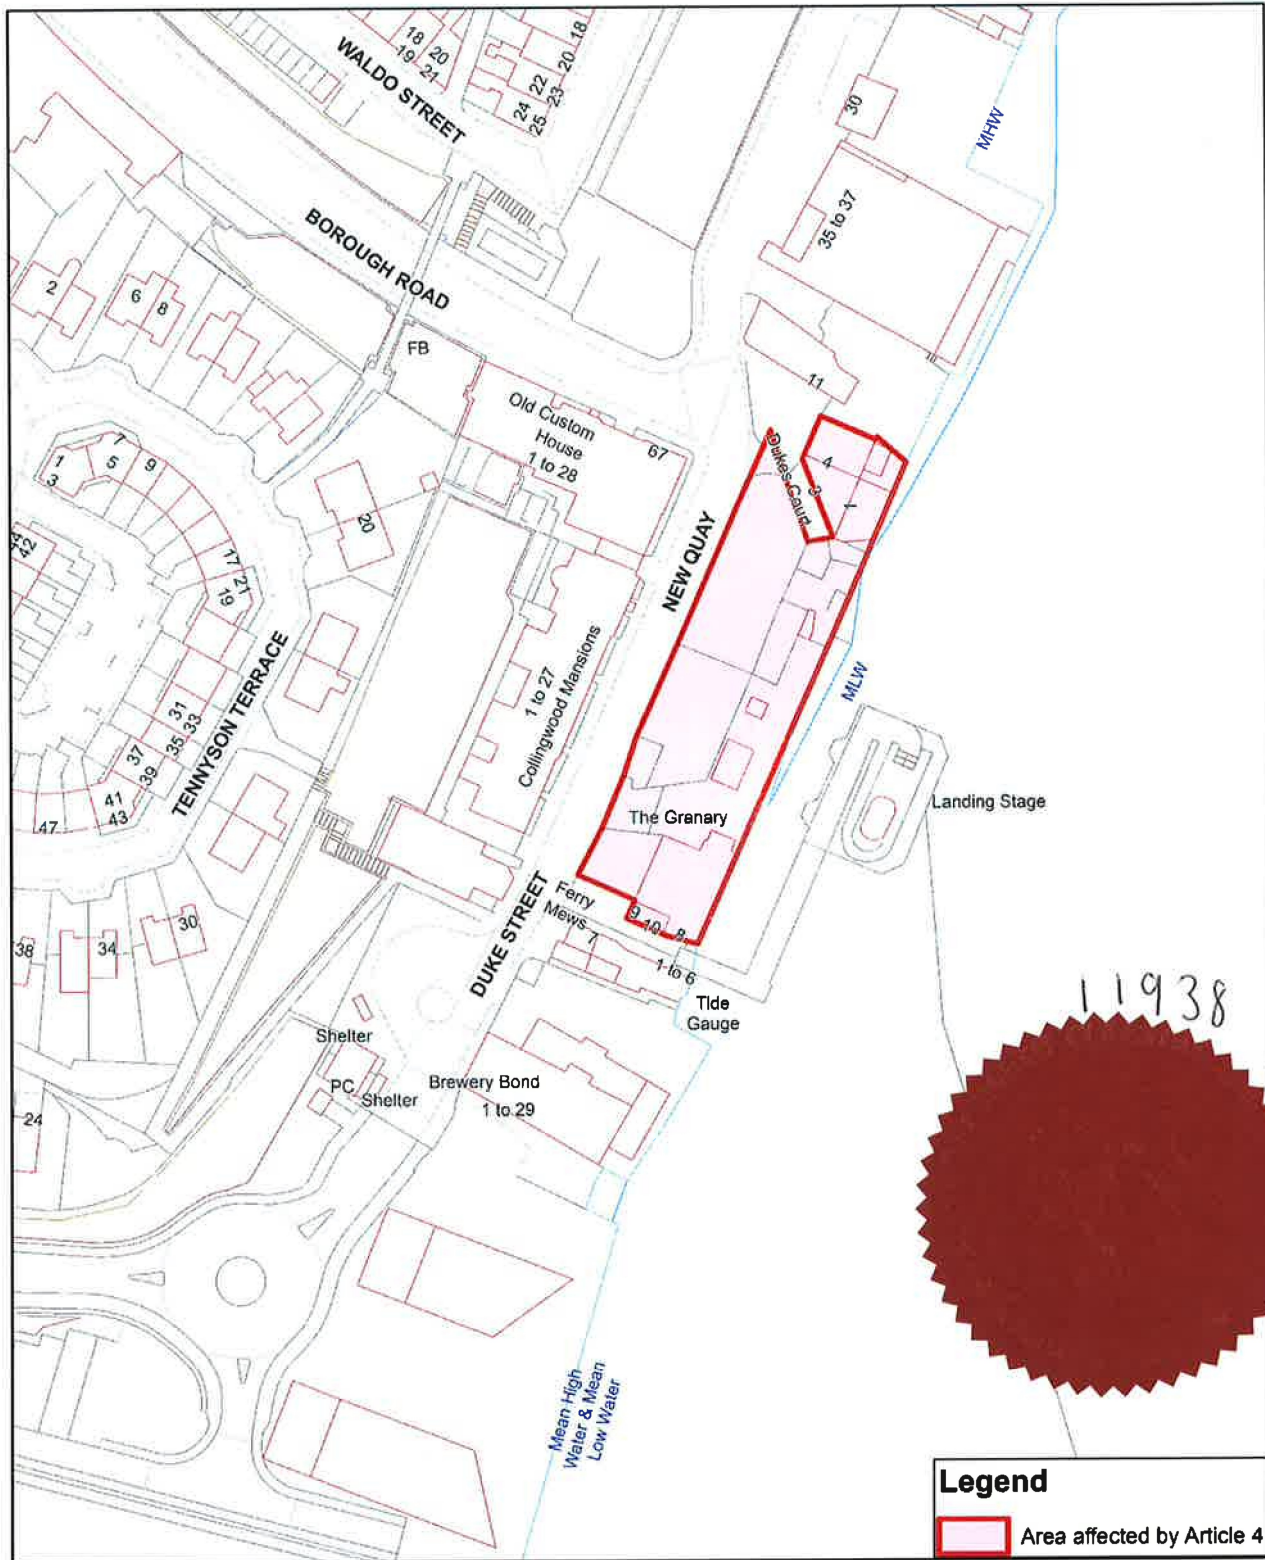 WALDO STREET
18
20
19
21
18
20
22
23
24
25
30
MHW
35 to 37
BOROUGH ROAD
2
6
8
FB
11
Old Custom
House
1 to 28
67
Dukes Court
4
3
1
1
3
7
5
9
20
NEW QUAY
44
42
17
21
19
TENNYSON TERRACE
1 to 27
Collingwood Mansions
MLW
31
33
35
37
39
41
43
47
Landing Stage
The Granary
DUKE STREET
Ferry
Mews
9
10
8
7
1 to 6
Tide
Gauge
38
34
30
11938
Shelter
PC
Shelter
Brewery Bond
1 to 29
24
Mean High
Water & Mean
Low Water
Legend
Area affected by Article 4